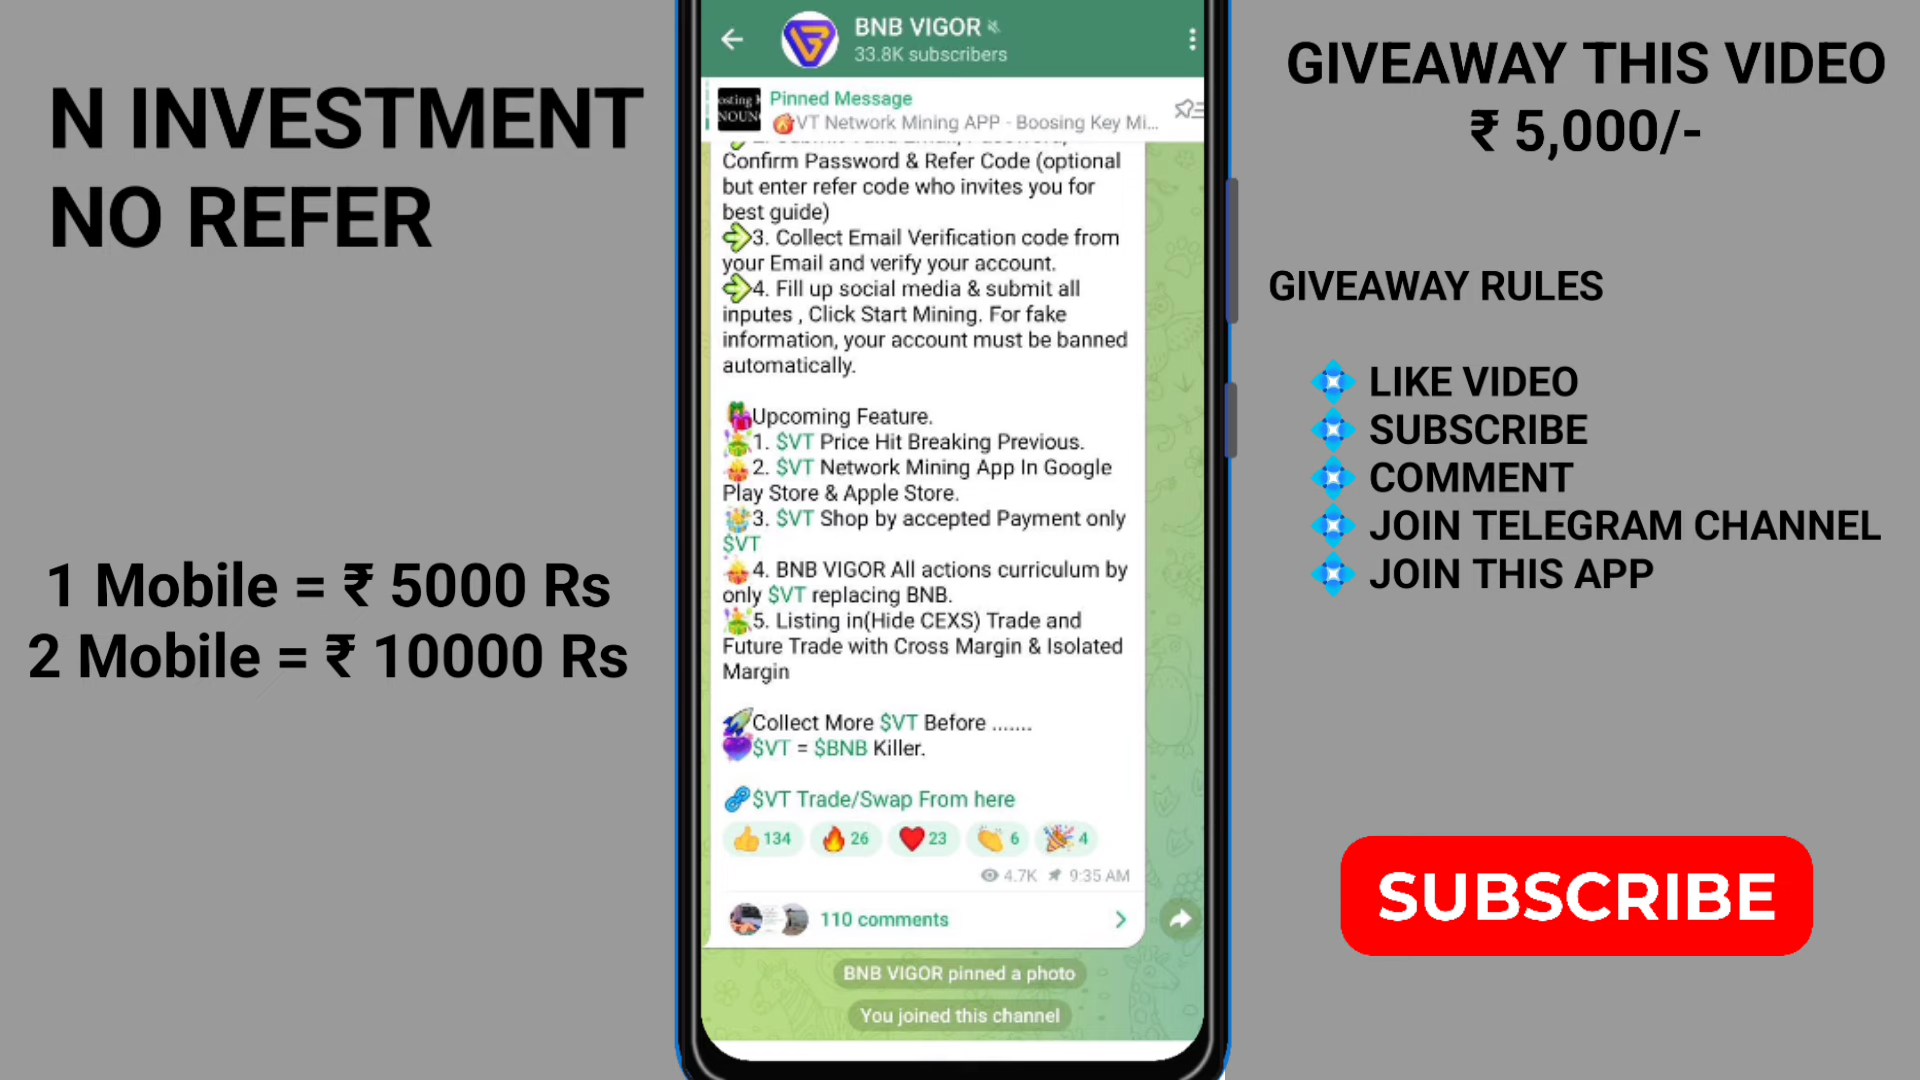 N INVESTMENT
NO REFER
1 Mobile = ₹ 5000 Rs
2 Mobile = ₹ 10000 Rs
BNB VIGOR
33.8K subscribers
Pinned Message
🔥VT Network Mining APP - Boosing Key Mi...
Confirm Password & Refer Code (optional
but enter refer code who invites you for
best guide)
3. Collect Email Verification code from
your Email and verify your account.
4. Fill up social media & submit all
inputes , Click Start Mining. For fake
information, your account must be banned
automatically.
Upcoming Feature.
1. $VT Price Hit Breaking Previous.
2. $VT Network Mining App In Google
Play Store & Apple Store.
3. $VT Shop by accepted Payment only
$VT
4. BNB VIGOR All actions curriculum by
only $VT replacing BNB.
5. Listing in(Hide CEXS) Trade and
Future Trade with Cross Margin & Isolated
Margin
🚀Collect More $VT Before .......
💜$VT = $BNB Killer.
🔗$VT Trade/Swap From here
👍 134 🔥 26 ❤️ 23 👏 6 🎉 4
4.7K 9:35 AM
110 comments
BNB VIGOR pinned a photo
You joined this channel
GIVEAWAY THIS VIDEO
₹ 5,000/-
GIVEAWAY RULES
💠 LIKE VIDEO
💠 SUBSCRIBE
💠 COMMENT
💠 JOIN TELEGRAM CHANNEL
💠 JOIN THIS APP
SUBSCRIBE